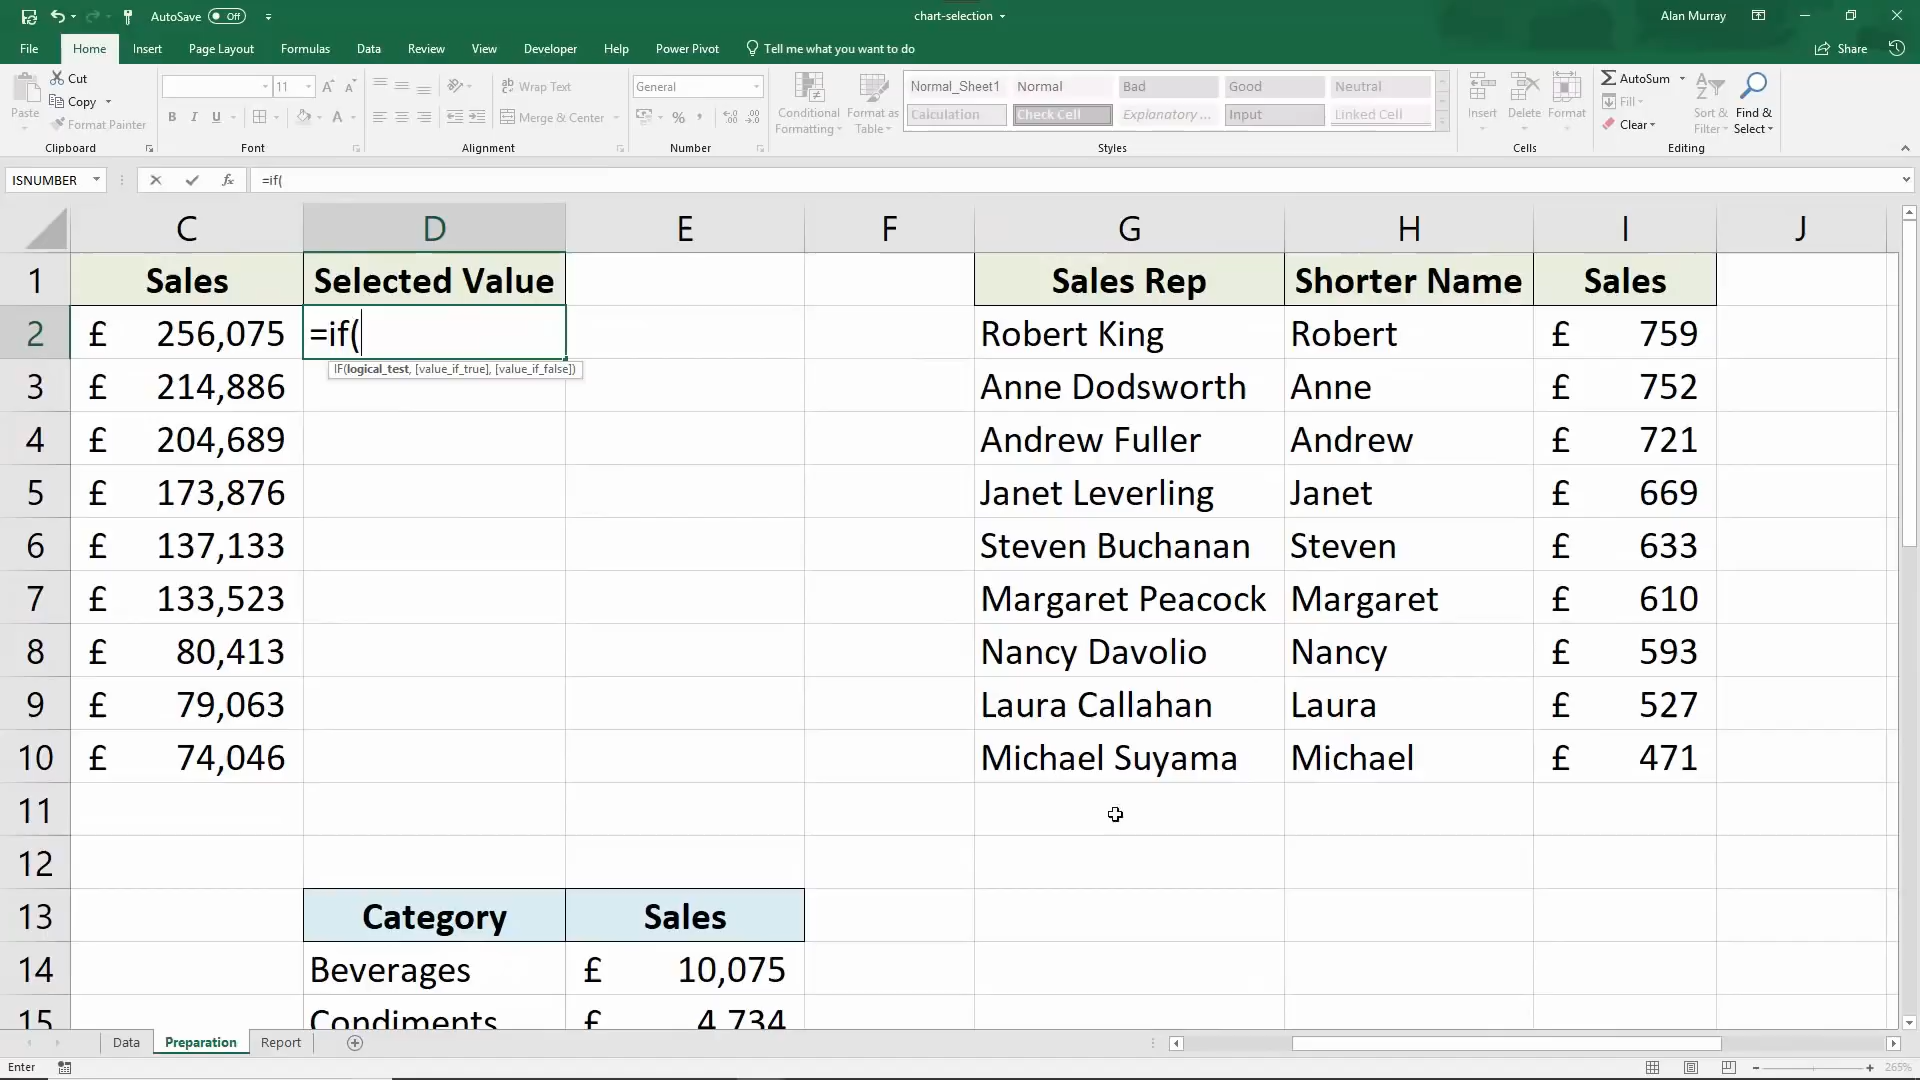 AutoSave Off
chart-selection
Alan Murray
File Home Insert Page Layout Formulas Data Review View Developer Help Power Pivot Tell me what you want to do Share
Cut
Copy
Format Painter
Paste
Clipboard
11
B I U
Font
Wrap Text
Merge & Center
Alignment
General
%
Number
Conditional Formatting
Format as Table
Normal_Sheet1 Normal Bad Good Neutral
Calculation Check Cell Explanatory ... Input Linked Cell
Styles
Insert Delete Format
Cells
AutoSum
Fill
Clear
Sort & Filter
Find & Select
Editing
ISNUMBER fx =if(
C D E F G H I J
1 Sales Selected Value Sales Rep Shorter Name Sales
2 £ 256,075 =if( Robert King Robert £ 759
IF(logical_test, [value_if_true], [value_if_false])
3 £ 214,886 Anne Dodsworth Anne £ 752
4 £ 204,689 Andrew Fuller Andrew £ 721
5 £ 173,876 Janet Leverling Janet £ 669
6 £ 137,133 Steven Buchanan Steven £ 633
7 £ 133,523 Margaret Peacock Margaret £ 610
8 £ 80,413 Nancy Davolio Nancy £ 593
9 £ 79,063 Laura Callahan Laura £ 527
10 £ 74,046 Michael Suyama Michael £ 471
11
12
13 Category Sales
14 Beverages £ 10,075
15 Condiments £ 4,734
Data Preparation Report
Enter 265%